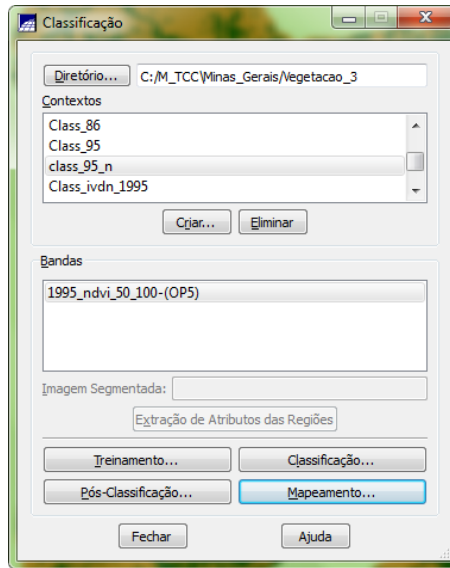 Classificação
Diretório... C:/M_TCC\Minas_Gerais/Vegetacao_3
Contextos
Class_86
Class_95
class_95_n
Class_ivdn_1995
Criar... Eliminar
Bandas
1995_ndvi_50_100-(OP5)
Imagem Segmentada:
Extração de Atributos das Regiões
Treinamento... Classificação...
Pós-Classificação... Mapeamento...
Fechar Ajuda